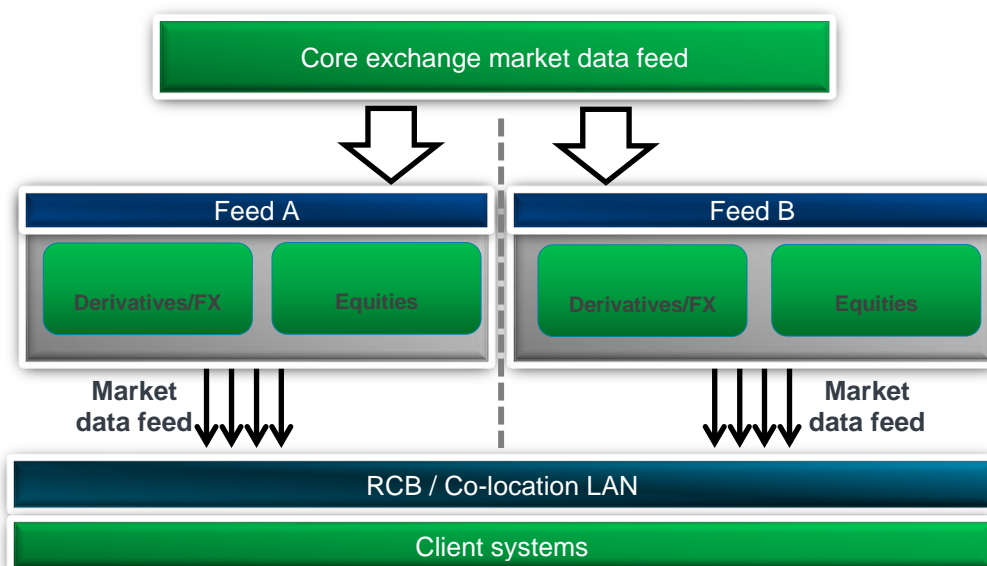 Core exchange market data feed
Feed A
Feed B
Derivatives/FX
Equities
Derivatives/FX
Equities
Market
data feed
Market
data feed
RCB / Co-location LAN
Client systems